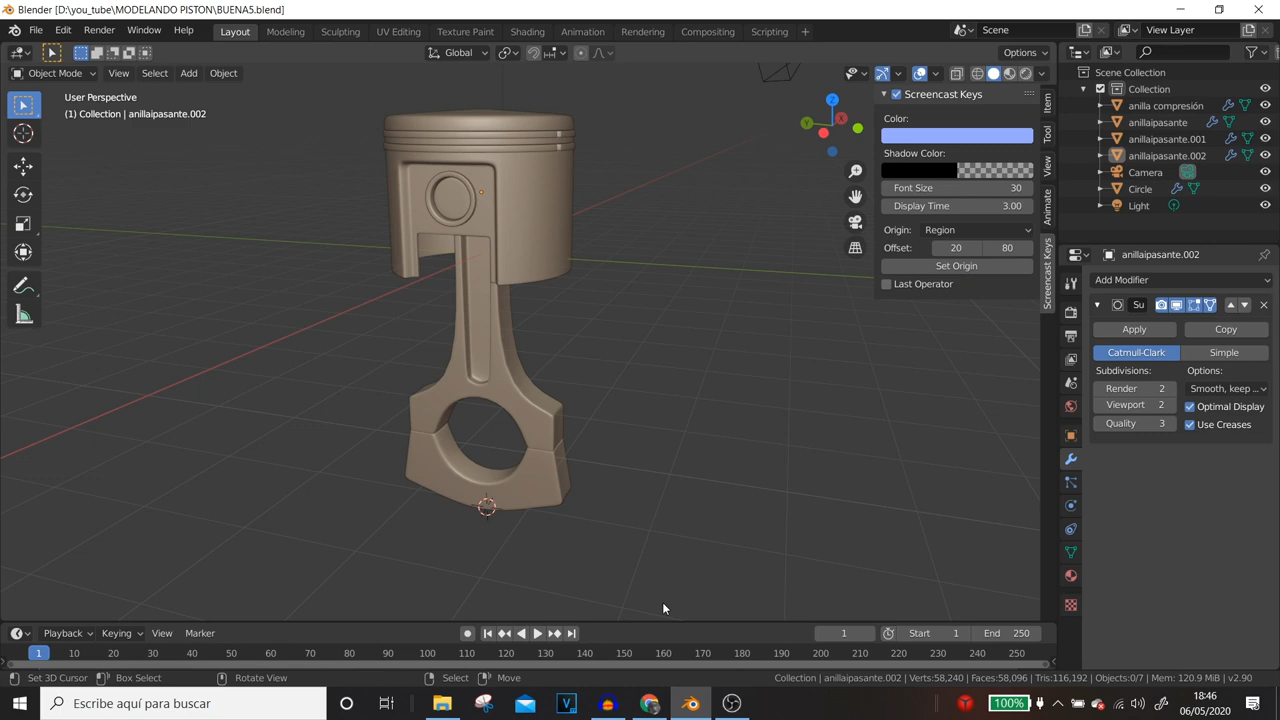 Blender [D:\you_tube\MODELANDO PISTON\BUENA5.blend]
File Edit Render Window Help Layout Modeling Sculpting UV Editing Texture Paint Shading Animation Rendering Compositing Scripting + Scene View Layer
Global Options
Object Mode View Select Add Object
User Perspective
(1) Collection | anillaipasante.002
Screencast Keys
Color:
Shadow Color:
Font Size 30
Display Time 3.00
Origin: Region
Offset: 20 80
Set Origin
Last Operator
Item
Tool
View
Animate
Screencast Keys
Z
Y
X
Scene Collection
Collection
anilla compresión
anillaipasante
anillaipasante.001
anillaipasante.002
Camera
Circle
Light
anillaipasante.002
Add Modifier
Su
Apply Copy
Catmull-Clark Simple
Subdivisions: Options:
Render 2 Smooth, keep ...
Viewport 2 Optimal Display
Quality 3 Use Creases
Playback Keying View Marker 1 Start 1 End 250
1 10 20 30 40 50 60 70 80 90 100 110 120 130 140 150 160 170 180 190 200 210 220 230 240 250
Set 3D Cursor Box Select Rotate View Select Move Collection | anillaipasante.002 | Verts:58,240 | Faces:58,096 | Tris:116,192 | Objects:0/7 | Mem: 120.9 MiB | v2.90
Escribe aquí para buscar
100%
18:46
06/05/2020